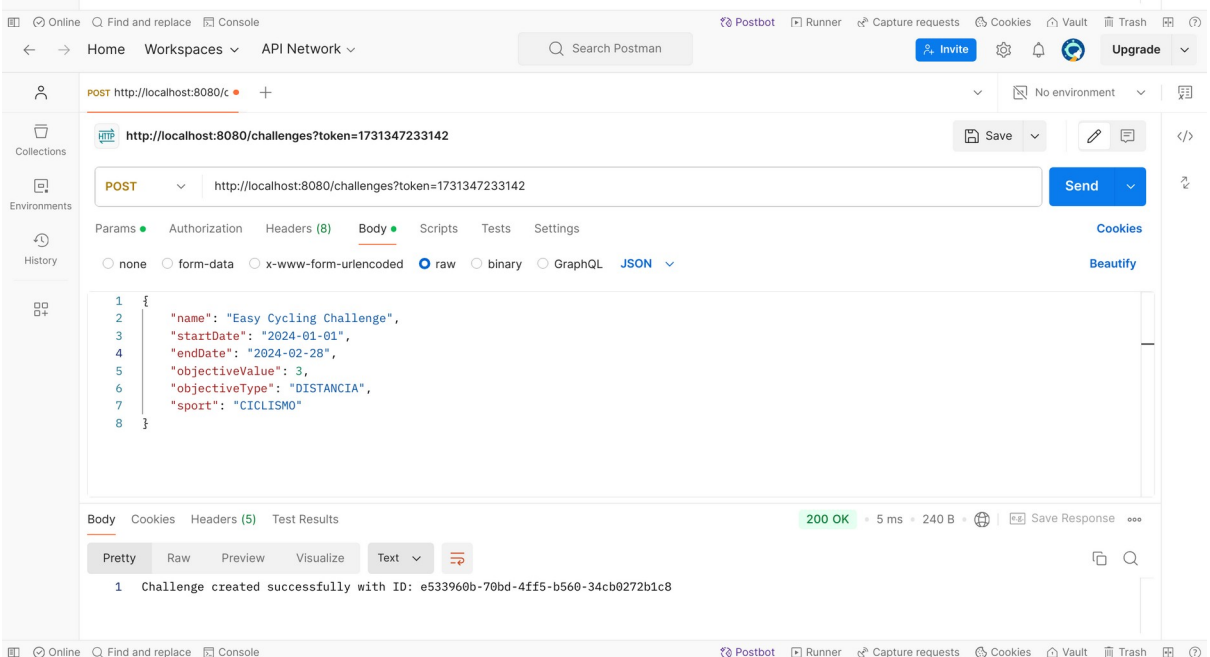 Online Find and replace Console Postbot Runner Capture requests Cookies Vault Trash
Home Workspaces API Network Search Postman Invite Upgrade
POST http://localhost:8080/c No environment
HTTP http://localhost:8080/challenges?token=1731347233142 Save
Collections
POST http://localhost:8080/challenges?token=1731347233142 Send
Environments
Params Authorization Headers (8) Body Scripts Tests Settings Cookies
History
none form-data x-www-form-urlencoded raw binary GraphQL JSON Beautify
1 {
2 "name": "Easy Cycling Challenge",
3 "startDate": "2024-01-01",
4 "endDate": "2024-02-28",
5 "objectiveValue": 3,
6 "objectiveType": "DISTANCIA",
7 "sport": "CICLISMO"
8 }
Body Cookies Headers (5) Test Results 200 OK 5 ms 240 B e.g. Save Response
Pretty Raw Preview Visualize Text
1 Challenge created successfully with ID: e533960b-70bd-4ff5-b560-34cb0272b1c8
Online Find and replace Console Postbot Runner Capture requests Cookies Vault Trash